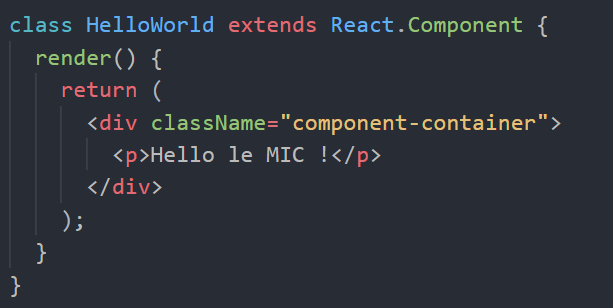 class HelloWorld extends React.Component {
  render() {
    return (
      <div className="component-container">
        <p>Hello le MIC !</p>
      </div>
    );
  }
}